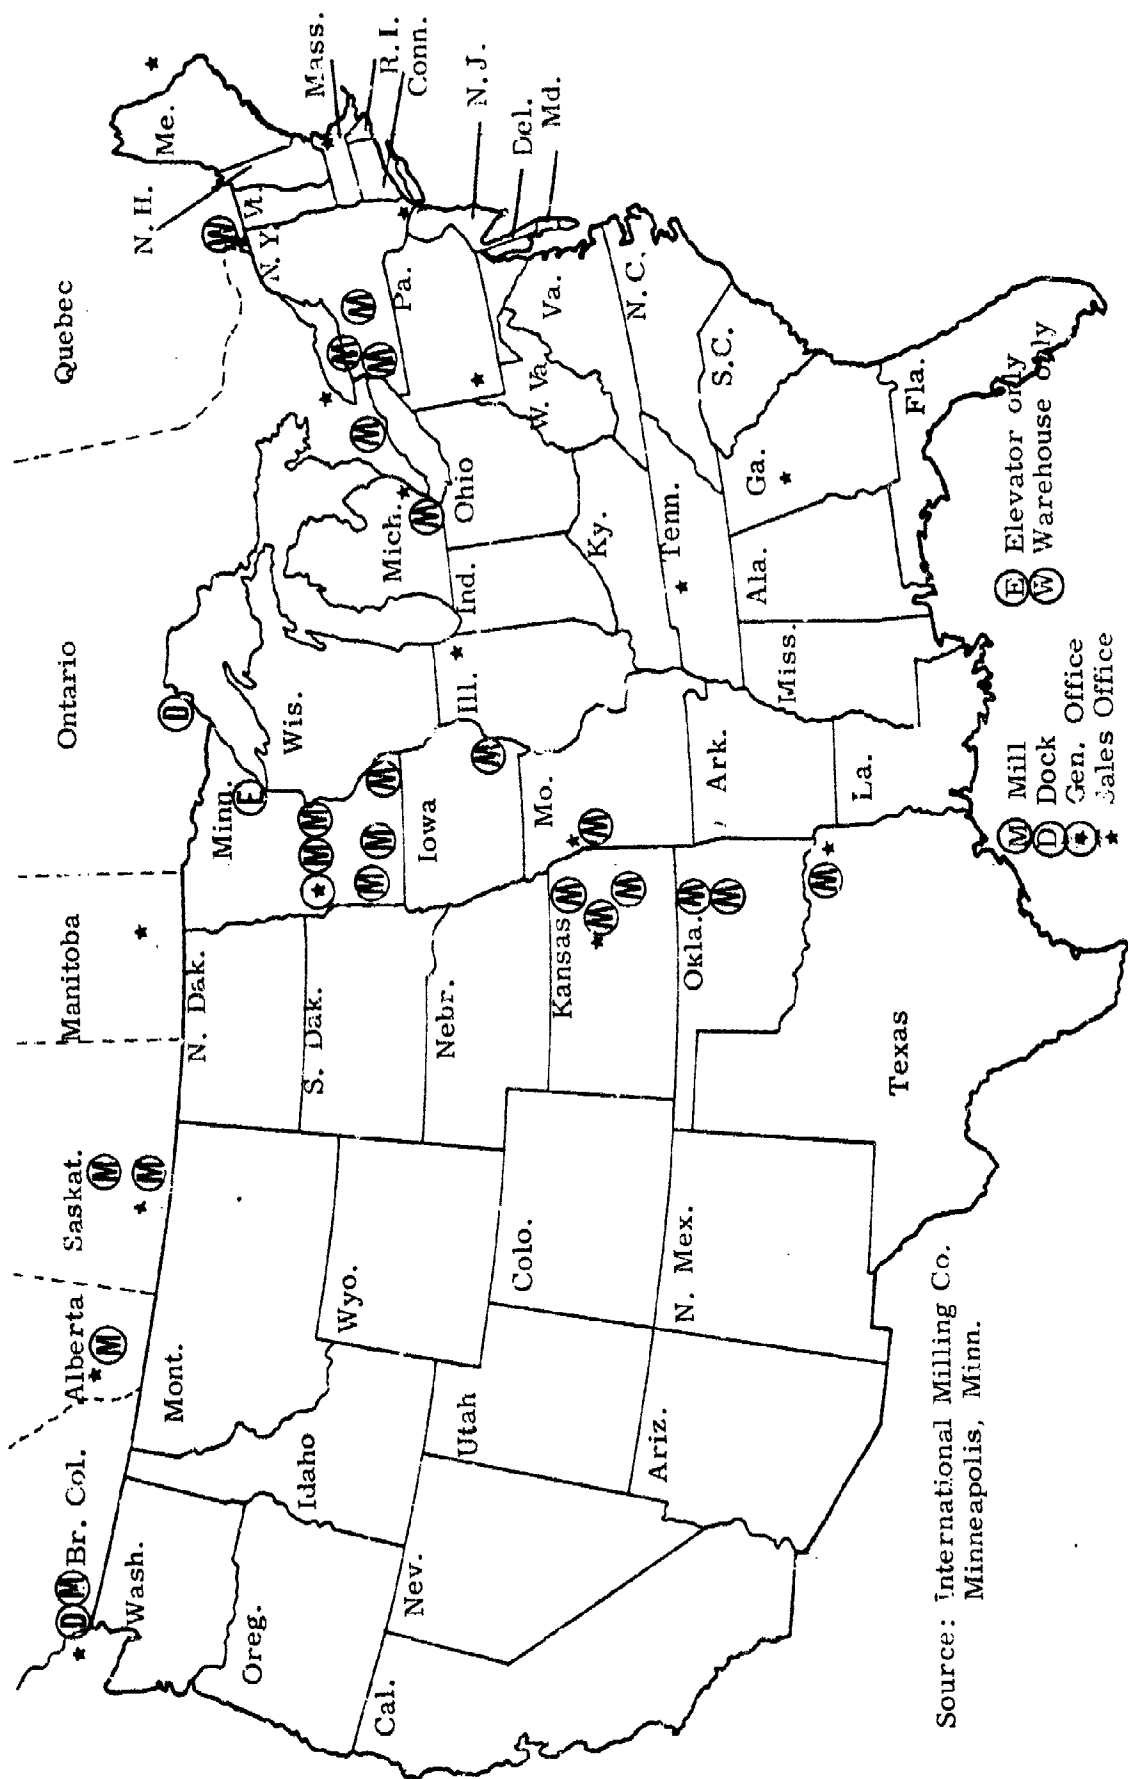 Br. Col.
Alberta
Saskat.
Manitoba
Ontario
Quebec
D
M
M
M
M
D
W
Wash.
Mont.
N. Dak.
Minn.
E
N. H.
Me.
Vt.
N. Y.
Mass.
R. I.
Conn.
N. J.
Del.
Md.
Oreg.
Idaho
Wyo.
S. Dak.
Wis.
Mich.
M
M
M
M
M
Pa.
M
M
M
M
M
M
Cal.
Nev.
Utah
Colo.
Nebr.
Iowa
M
Ill.
Ind.
Ohio
W. Va.
Va.
Kansas
M
M
M
Mo.
M
Ky.
N. C.
Ariz.
N. Mex.
Okla.
M
M
Ark.
Tenn.
S.C.
Texas
M
La.
Miss.
Ala.
Ga.
Fla.
Source: International Milling Co.
Minneapolis, Minn.
M Mill
D Dock
Gen. Office
Sales Office
E Elevator only
W Warehouse only